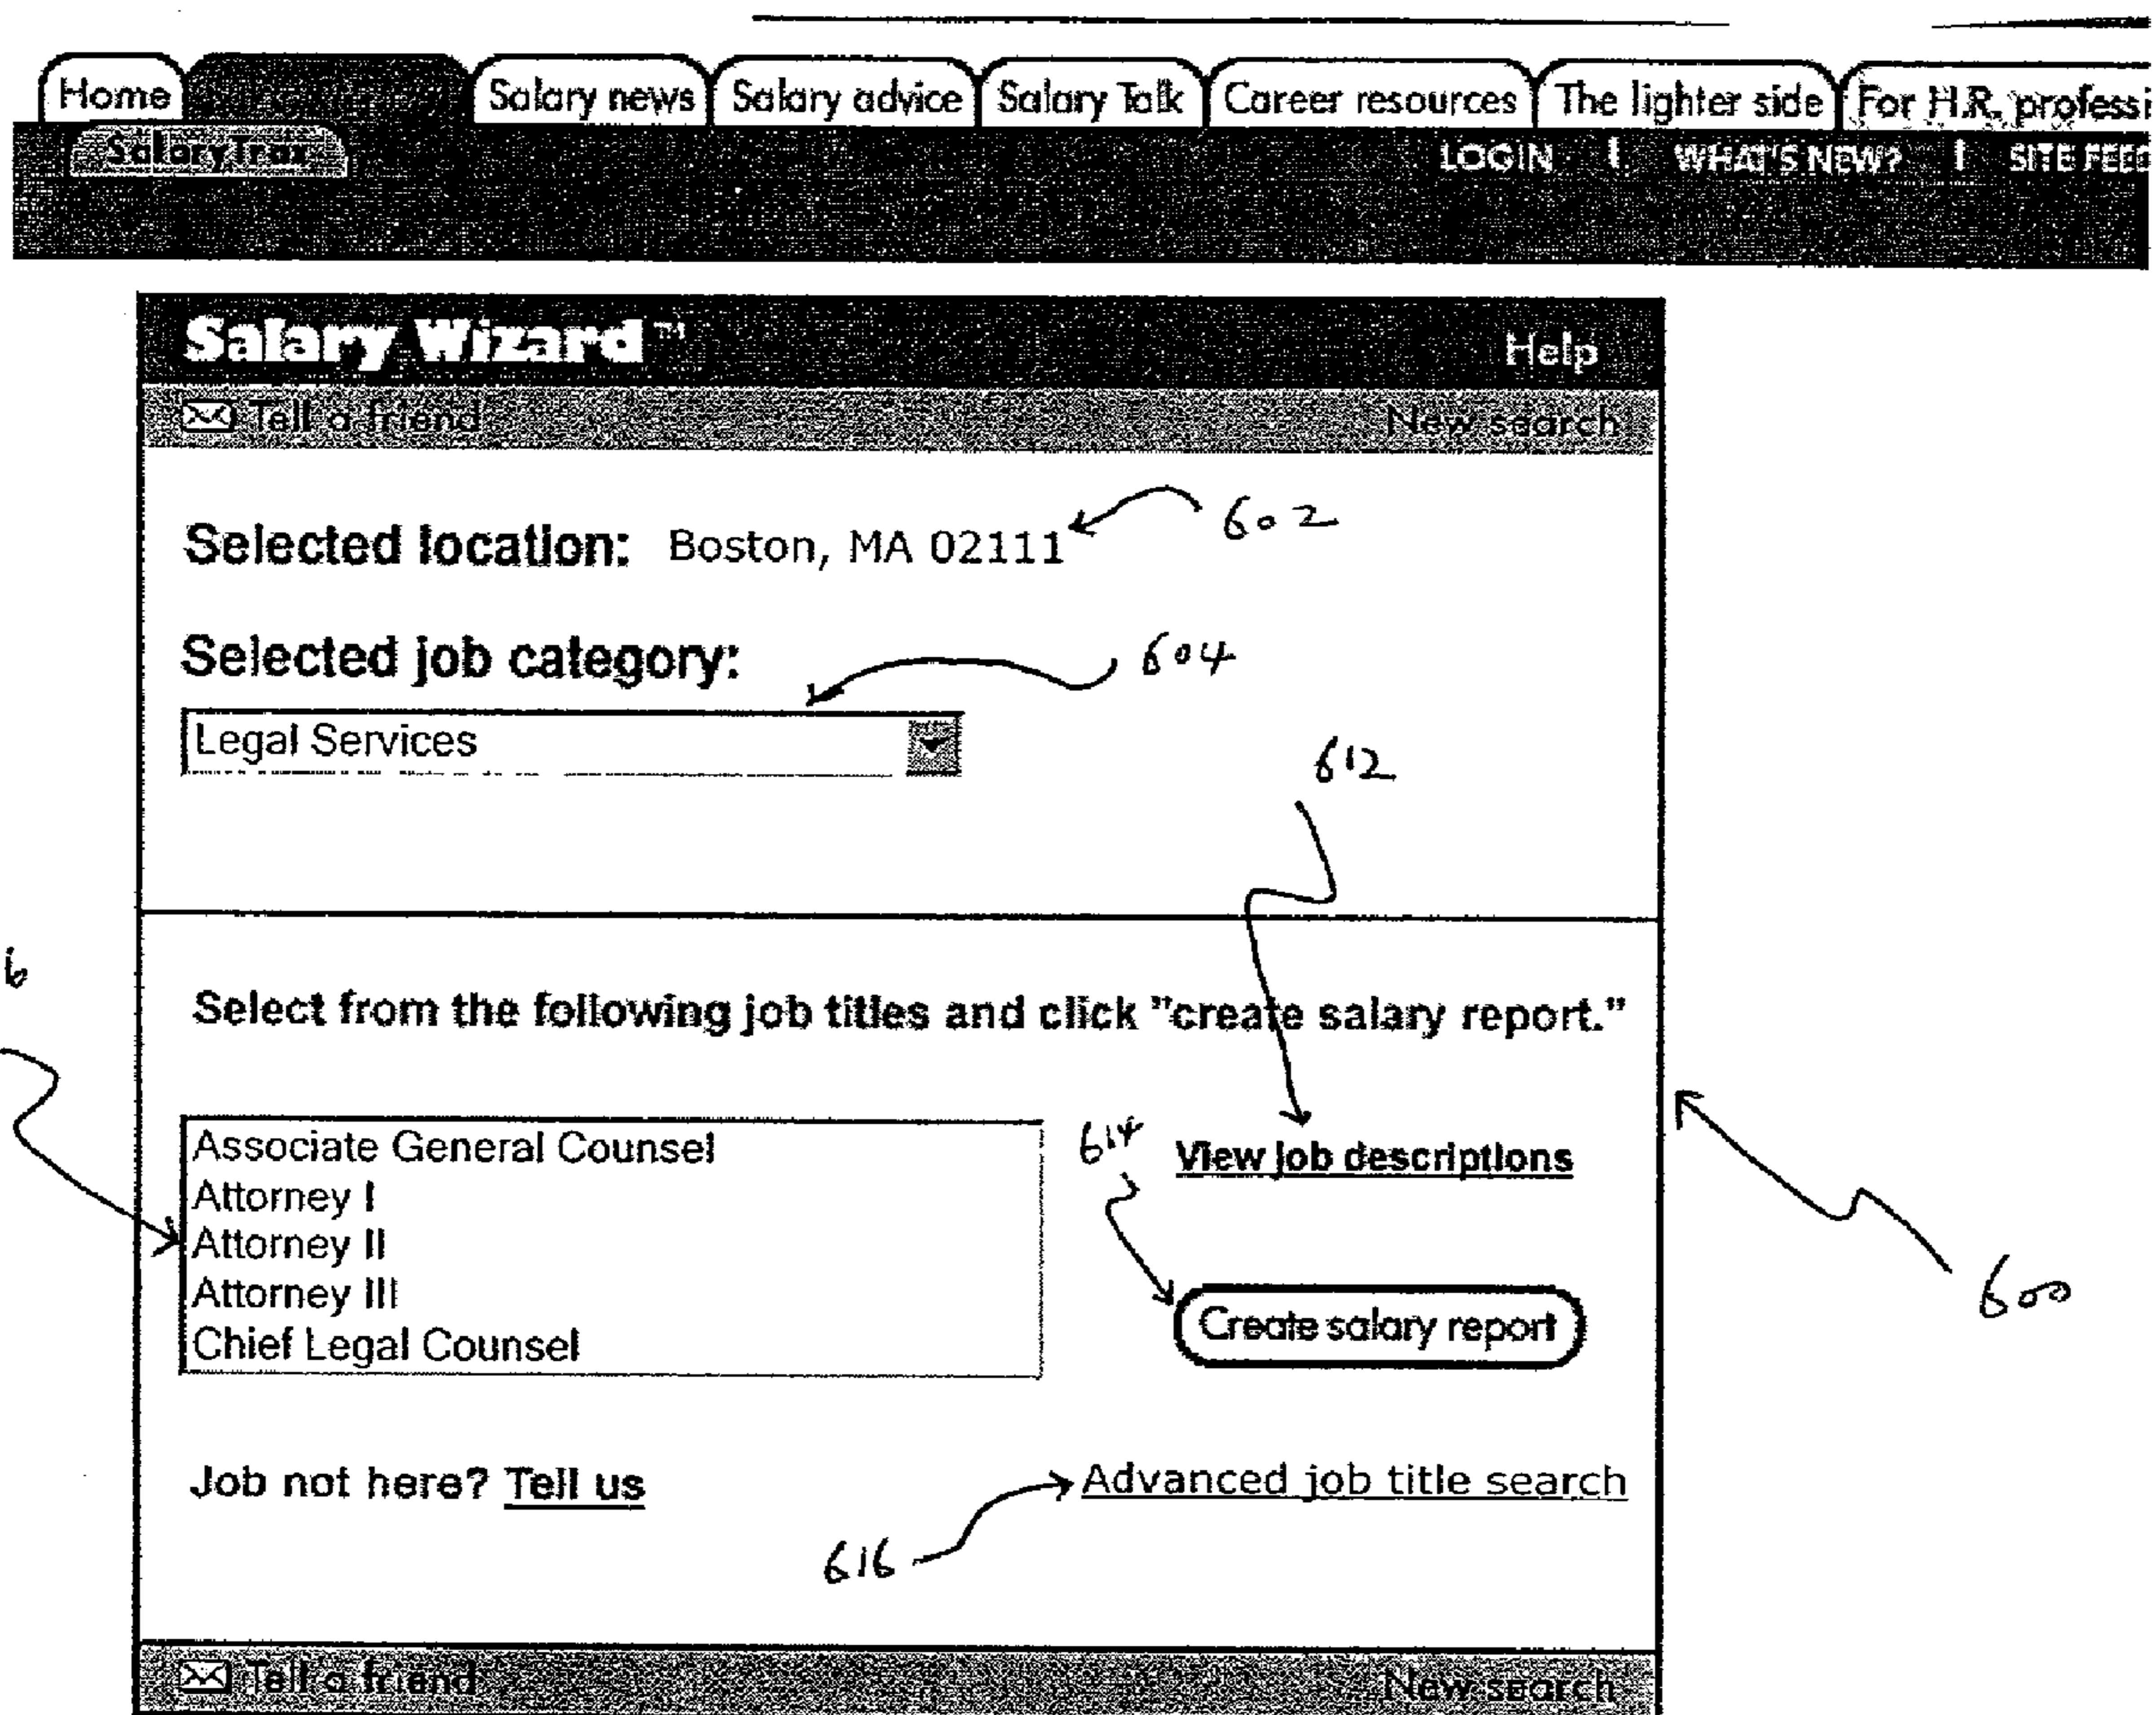 Home Salary news Salary advice Salary Talk Career resources The lighter side For H.R. professi
SalaryTrax LOGIN | WHAT'S NEW? | SITE FEED
Salary Wizard™ Help
Tell a friend New search
Selected location: Boston, MA 02111 602
Selected job category: 604
Legal Services
612
6
Select from the following job titles and click "create salary report."
Associate General Counsel
614 View job descriptions
Attorney I
Attorney II
Attorney III
Create salary report
600
Chief Legal Counsel
Job not here? Tell us Advanced job title search
616
Tell a friend New search